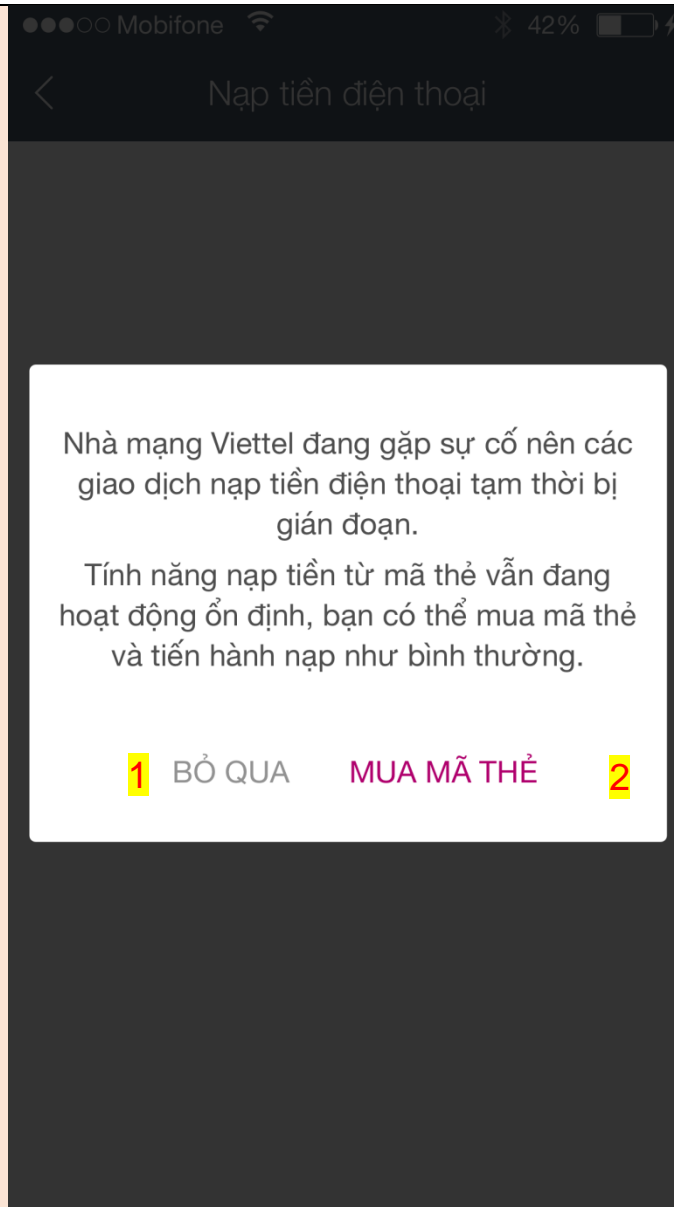 Mobifone 42%
Nạp tiền điện thoại
Nhà mạng Viettel đang gặp sự cố nên các
giao dịch nạp tiền điện thoại tạm thời bị
gián đoạn.
Tính năng nạp tiền từ mã thẻ vẫn đang
hoạt động ổn định, bạn có thể mua mã thẻ
và tiến hành nạp như bình thường.
1 BỎ QUA MUA MÃ THẺ 2